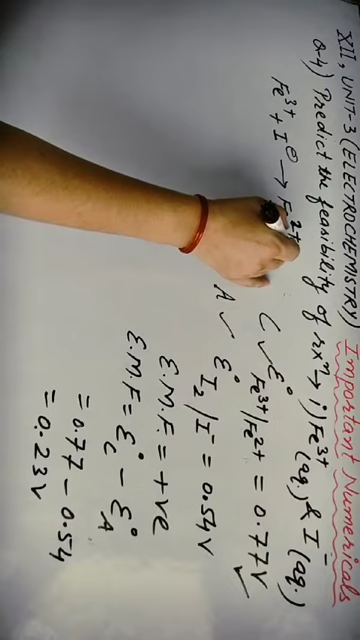 XII, UNIT-3 (ELECTROCHEMISTRY) Important Numericals
Q-4) Predict the feasibility of rxⁿ → i) Fe³⁺(aq.) & I⁻(aq.)
Fe³⁺ + I⊖ → F²⁺
C ✓ ℰ°Fe³⁺/Fe²⁺ = 0.77V ✓
A ✓ ℰ°I₂/I⁻ = 0.54V
E.M.F. = +ve
E.M.F = ℰ°C − ℰ°A
= 0.77 − 0.54
= 0.23V